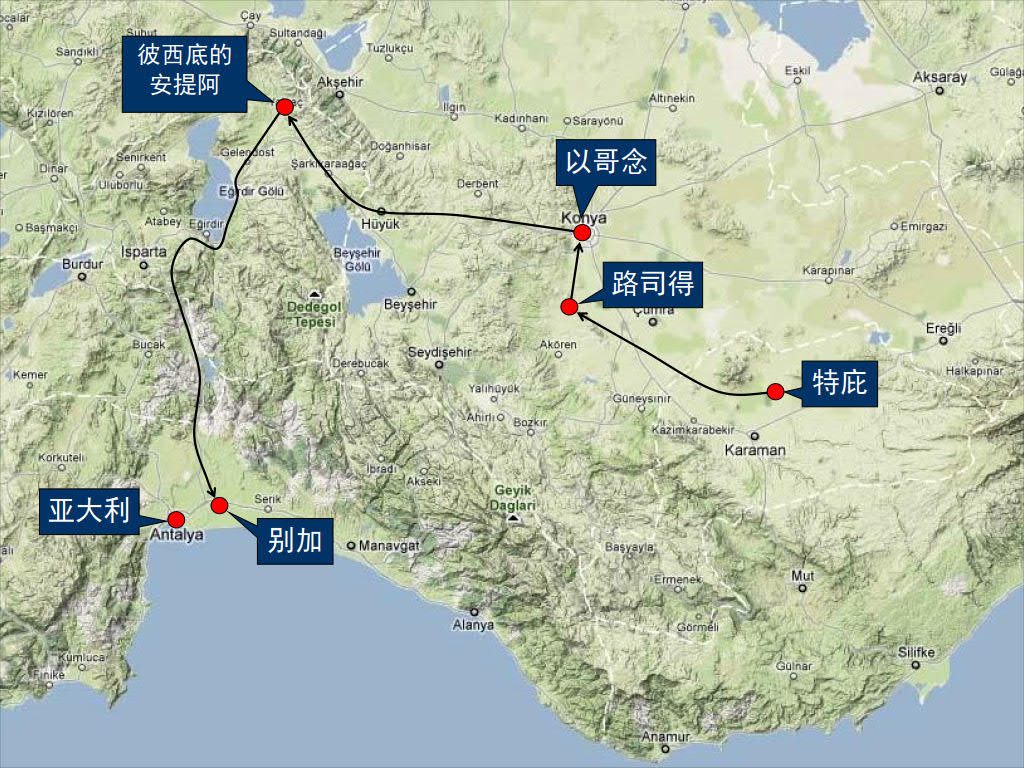 Çay
Sultandağı
Sandıklı
彼西底的
安提阿
Tuzlukçu
Akşehir
Eskil
Aksaray
Kızılören
Ilgın
Altınekin
Kadınhanı
Sarayönü
Doğanhisar
Gelendost
Şarkikaraağaç
Senirkent
Dinar
Uluborlu
以哥念
Derbent
Eğirdir Gölü
Atabey
Eğirdir
Hüyük
Konya
Başmakçı
Emirgazi
Isparta
Burdur
Beyşehir
Gölü
路司得
Karapınar
Dedegol
Tepesi
Beyşehir
Çumra
Ereğli
Bucak
Seydişehir
Akören
Derebucak
Halkapınar
Kemer
特庇
Yalıhüyük
Güneysınır
Ahırlı
Bozkır
Kazımkarabekir
Karaman
Korkuteli
İbradı
Akseki
Geyik
Dağları
Serik
亚大利
Antalya
别加
Manavgat
Başyayla
Ermenek
Mut
Alanya
Görmeli
Silifke
Kumluca
Finike
Gülnar
Anamur